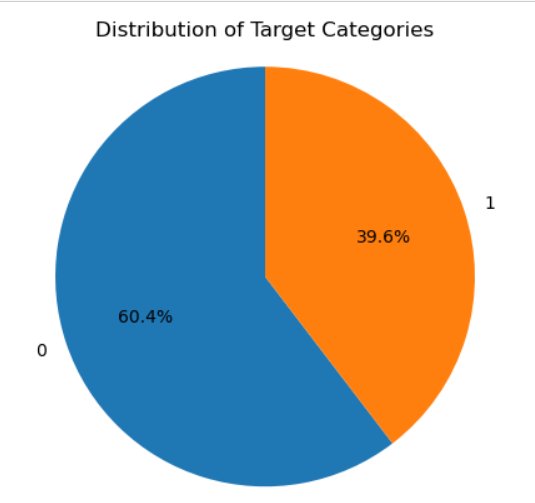 Distribution of Target Categories
1
39.6%
60.4%
0